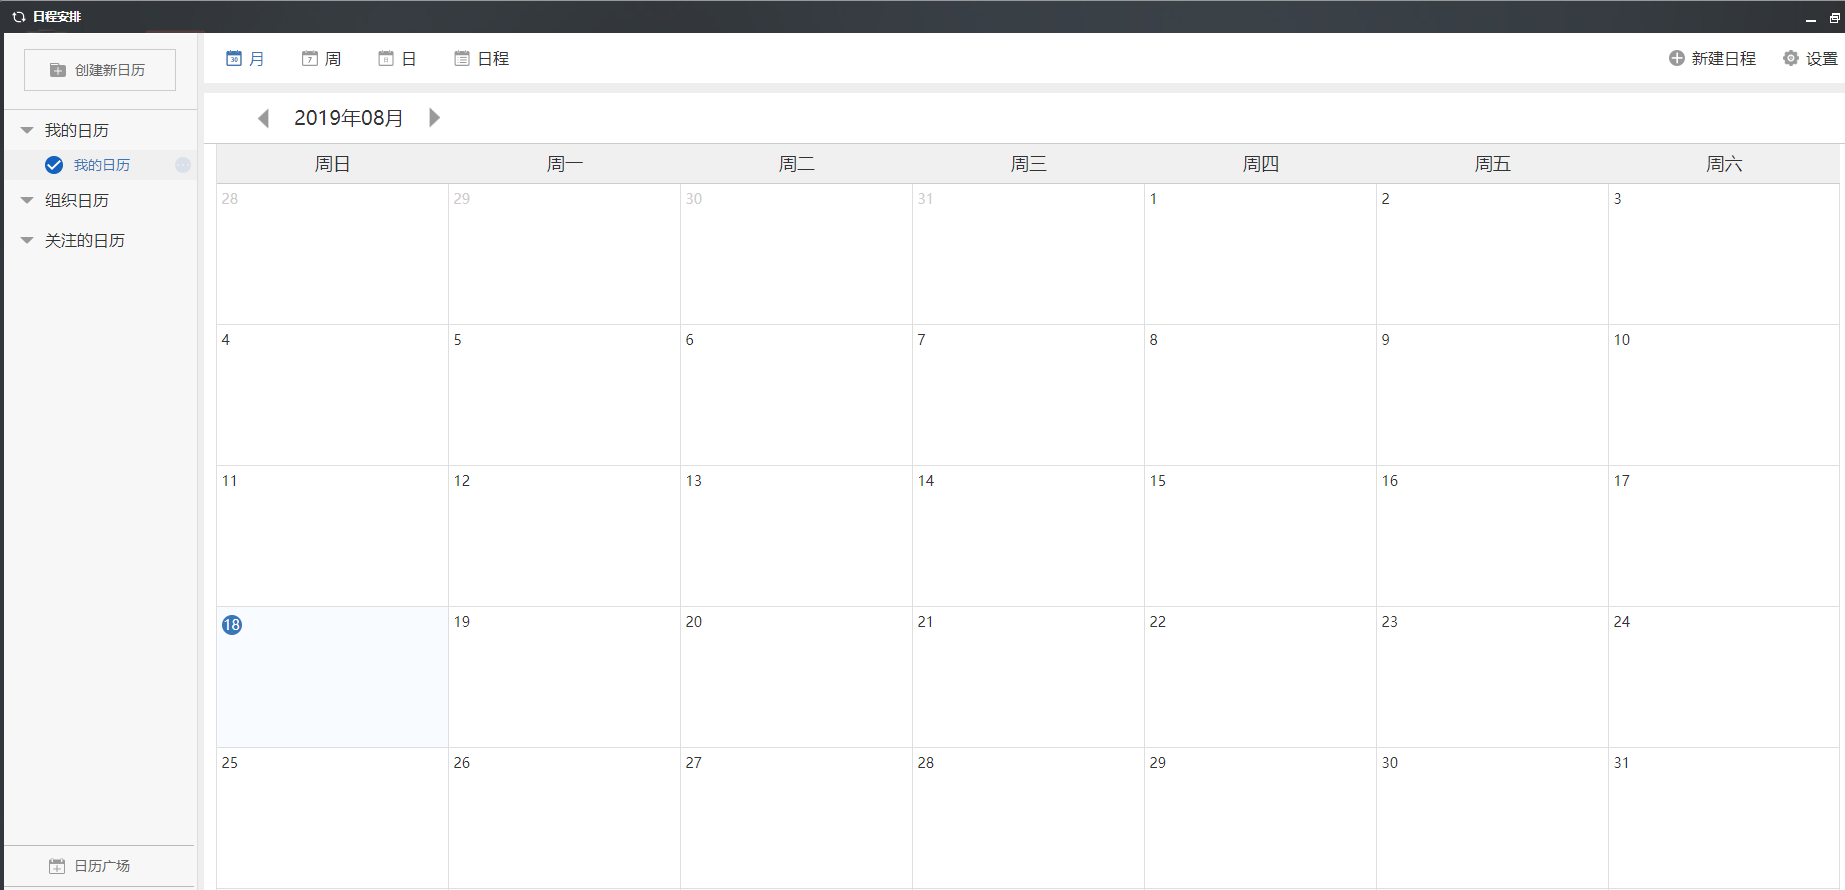 日程安排
创建新日历
我的日历
我的日历
组织日历
关注的日历
日历广场
月 周 日 日程 新建日程 设置
2019年08月
周日 周一 周二 周三 周四 周五 周六
28 29 30 31 1 2 3
4 5 6 7 8 9 10
11 12 13 14 15 16 17
18 19 20 21 22 23 24
25 26 27 28 29 30 31